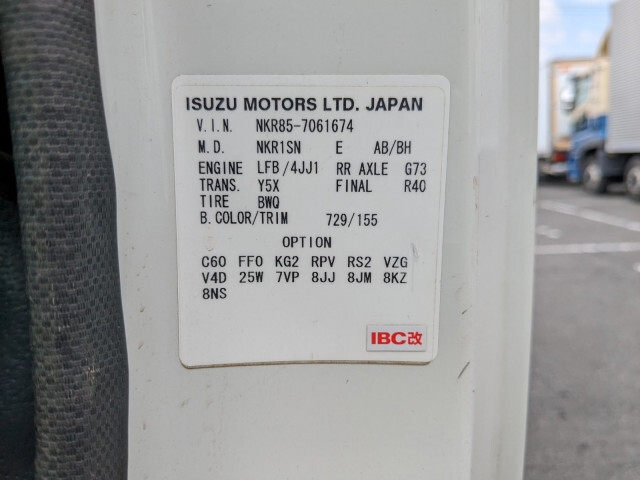 ISUZU MOTORS LTD. JAPAN
V.I.N. NKR85-7061674
M.D. NKR1SN E AB/BH
ENGINE LFB/4JJ1 RR AXLE G73
TRANS. Y5X FINAL R40
TIRE BWQ
B.COLOR/TRIM 729/155
OPTION
C60 FF0 KG2 RPV RS2 VZG
V4D 25W 7VP 8JJ 8JM 8KZ
8NS
IBC改